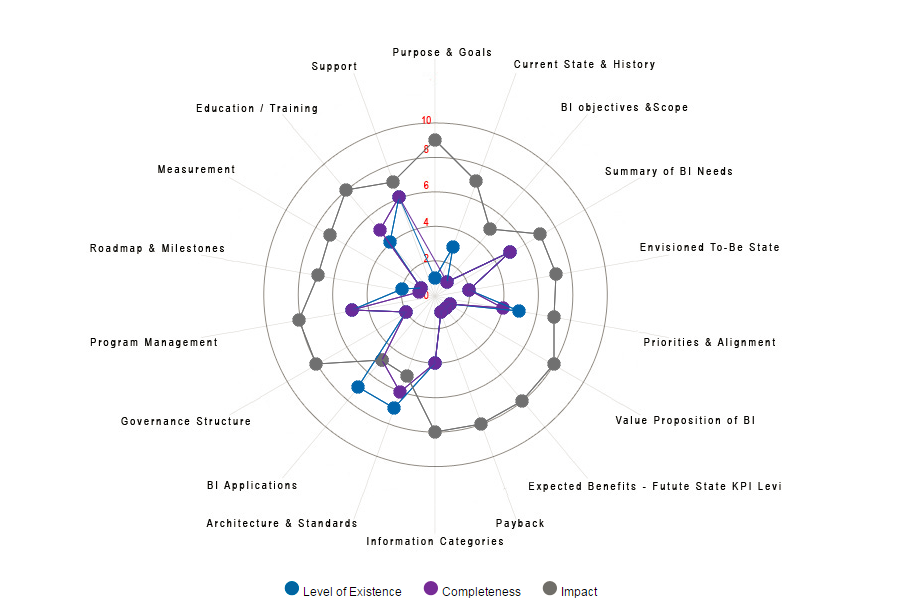 Purpose & Goals
Support
Current State & History
Education / Training
BI objectives &Scope
10
8
Measurement
Summary of BI Needs
6
4
Roadmap & Milestones
Envisioned To-Be State
2
0
Program Management
Priorities & Alignment
Governance Structure
Value Proposition of BI
BI Applications
Expected Benefits - Futute State KPI Levi
Architecture & Standards
Payback
Information Categories
Level of Existence
Completeness
Impact